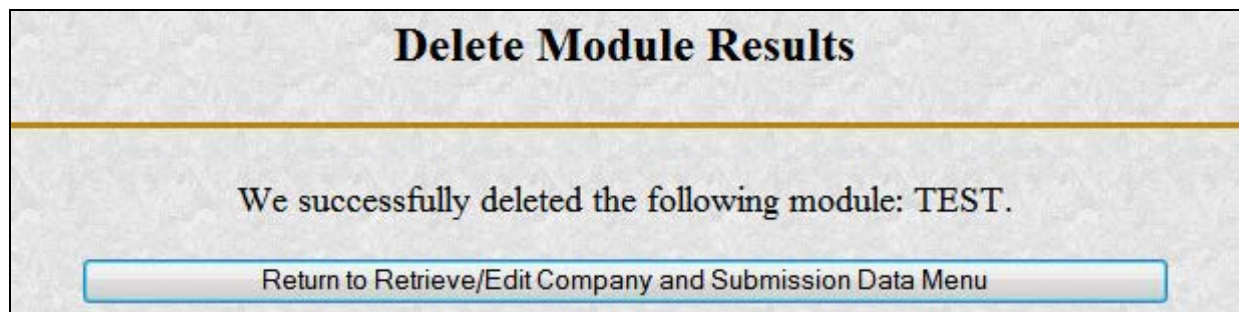 Delete Module Results
We successfully deleted the following module: TEST.
Return to Retrieve/Edit Company and Submission Data Menu